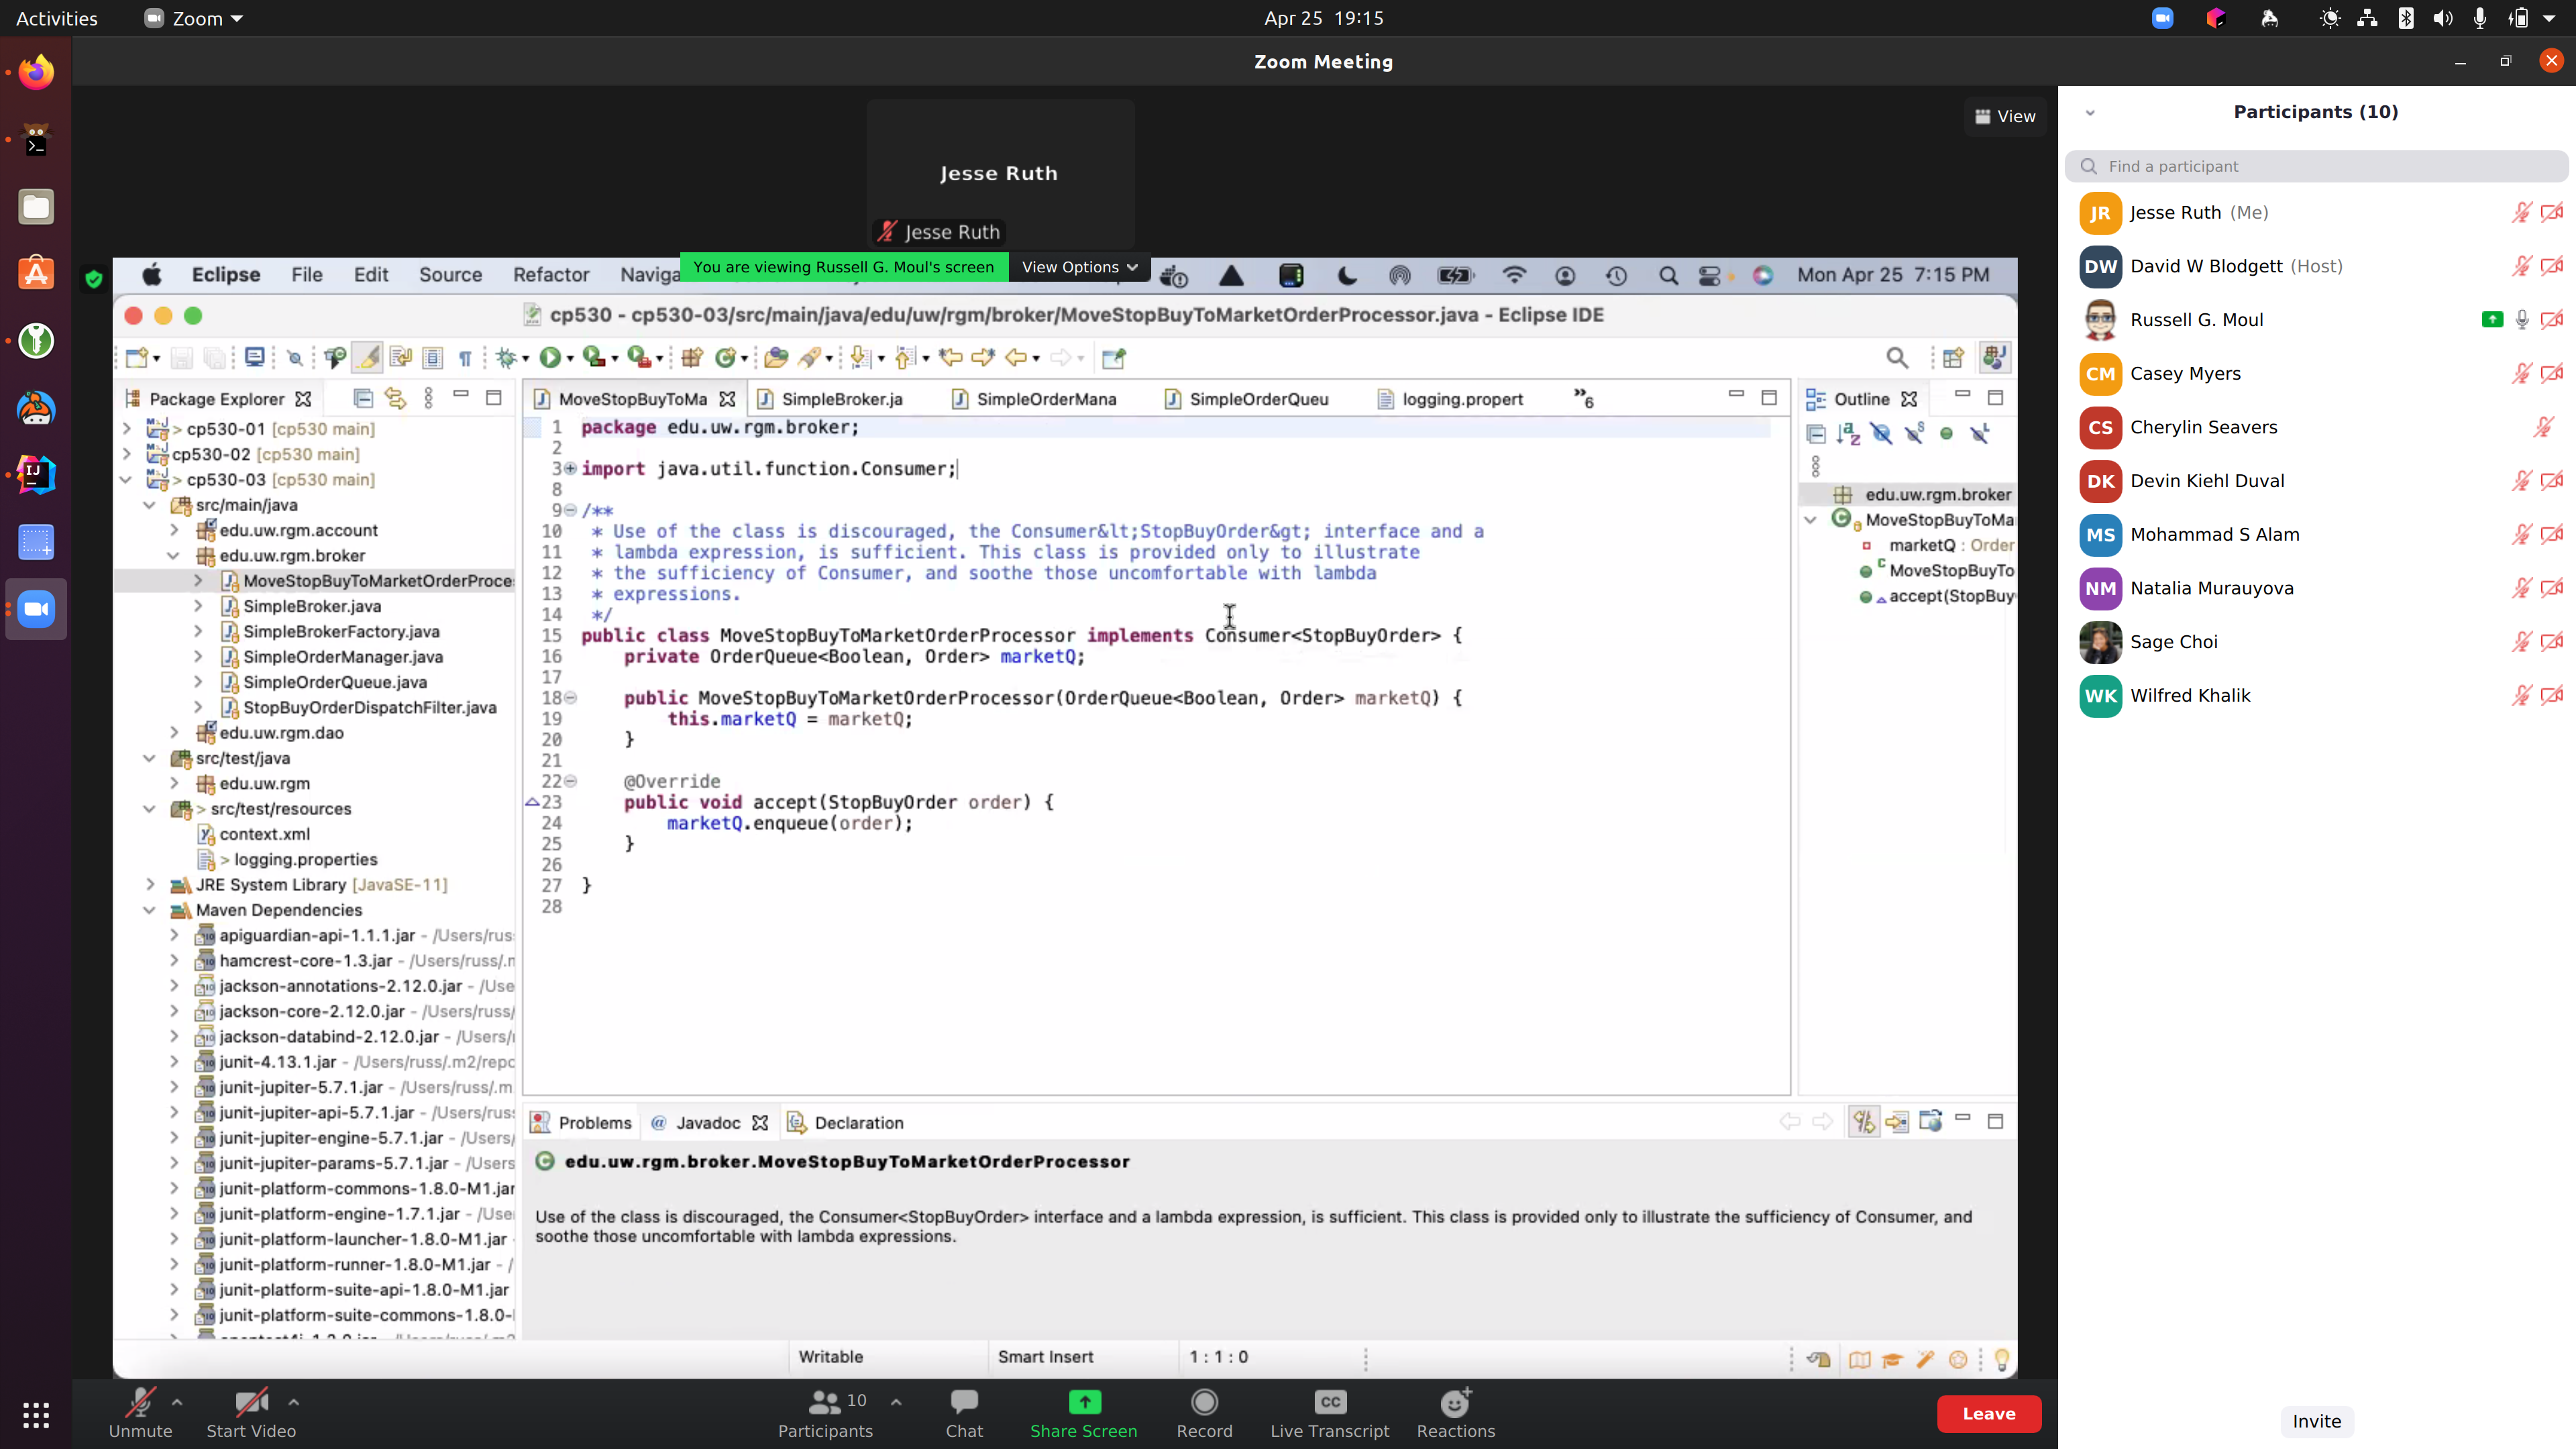 Activities
Zoom
Apr 25 19:15
Zoom Meeting
View
Jesse Ruth
Jesse Ruth
You are viewing Russell G. Moul's screen
View Options
Eclipse File Edit Source Refactor Naviga
Mon Apr 25 7:15 PM
cp530 - cp530-03/src/main/java/edu/uw/rgm/broker/MoveStopBuyToMarketOrderProcessor.java - Eclipse IDE
Package Explorer
> cp530-01 [cp530 main]
cp530-02 [cp530 main]
> cp530-03 [cp530 main]
src/main/java
edu.uw.rgm.account
edu.uw.rgm.broker
MoveStopBuyToMarketOrderProce
SimpleBroker.java
SimpleBrokerFactory.java
SimpleOrderManager.java
SimpleOrderQueue.java
StopBuyOrderDispatchFilter.java
edu.uw.rgm.dao
src/test/java
edu.uw.rgm
> src/test/resources
context.xml
> logging.properties
JRE System Library [JavaSE-11]
Maven Dependencies
apiguardian-api-1.1.1.jar - /Users/rus
hamcrest-core-1.3.jar - /Users/russ/.n
jackson-annotations-2.12.0.jar - /Use
jackson-core-2.12.0.jar - /Users/russ/
jackson-databind-2.12.0.jar - /Users/
junit-4.13.1.jar - /Users/russ/.m2/repo
junit-jupiter-5.7.1.jar - /Users/russ/.m
junit-jupiter-api-5.7.1.jar - /Users/rus
junit-jupiter-engine-5.7.1.jar - /Users/
junit-jupiter-params-5.7.1.jar - /Users
junit-platform-commons-1.8.0-M1.jar
junit-platform-engine-1.7.1.jar - /Use
junit-platform-launcher-1.8.0-M1.jar
junit-platform-runner-1.8.0-M1.jar - /
junit-platform-suite-api-1.8.0-M1.jar
junit-platform-suite-commons-1.8.0-
MoveStopBuyToMa
SimpleBroker.ja
SimpleOrderMana
SimpleOrderQueu
logging.propert
»6
1 package edu.uw.rgm.broker;
2
3 import java.util.function.Consumer;
8
9 /**
10 * Use of the class is discouraged, the Consumer&lt;StopBuyOrder&gt; interface and a
11 * lambda expression, is sufficient. This class is provided only to illustrate
12 * the sufficiency of Consumer, and soothe those uncomfortable with lambda
13 * expressions.
14 */
15 public class MoveStopBuyToMarketOrderProcessor implements Consumer<StopBuyOrder> {
16 private OrderQueue<Boolean, Order> marketQ;
17
18 public MoveStopBuyToMarketOrderProcessor(OrderQueue<Boolean, Order> marketQ) {
19 this.marketQ = marketQ;
20 }
21
22 @Override
23 public void accept(StopBuyOrder order) {
24 marketQ.enqueue(order);
25 }
26
27 }
28
Outline
edu.uw.rgm.broker
MoveStopBuyToMa
marketQ : Order
MoveStopBuyTo
accept(StopBuy
Problems
@ Javadoc
Declaration
edu.uw.rgm.broker.MoveStopBuyToMarketOrderProcessor
Use of the class is discouraged, the Consumer<StopBuyOrder> interface and a lambda expression, is sufficient. This class is provided only to illustrate the sufficiency of Consumer, and
soothe those uncomfortable with lambda expressions.
Writable
Smart Insert
1 : 1 : 0
Participants (10)
Find a participant
JR Jesse Ruth (Me)
DW David W Blodgett (Host)
Russell G. Moul
CM Casey Myers
CS Cherylin Seavers
DK Devin Kiehl Duval
MS Mohammad S Alam
NM Natalia Murauyova
Sage Choi
WK Wilfred Khalik
Invite
Unmute
Start Video
10
Participants
Chat
Share Screen
Record
CC
Live Transcript
Reactions
Leave